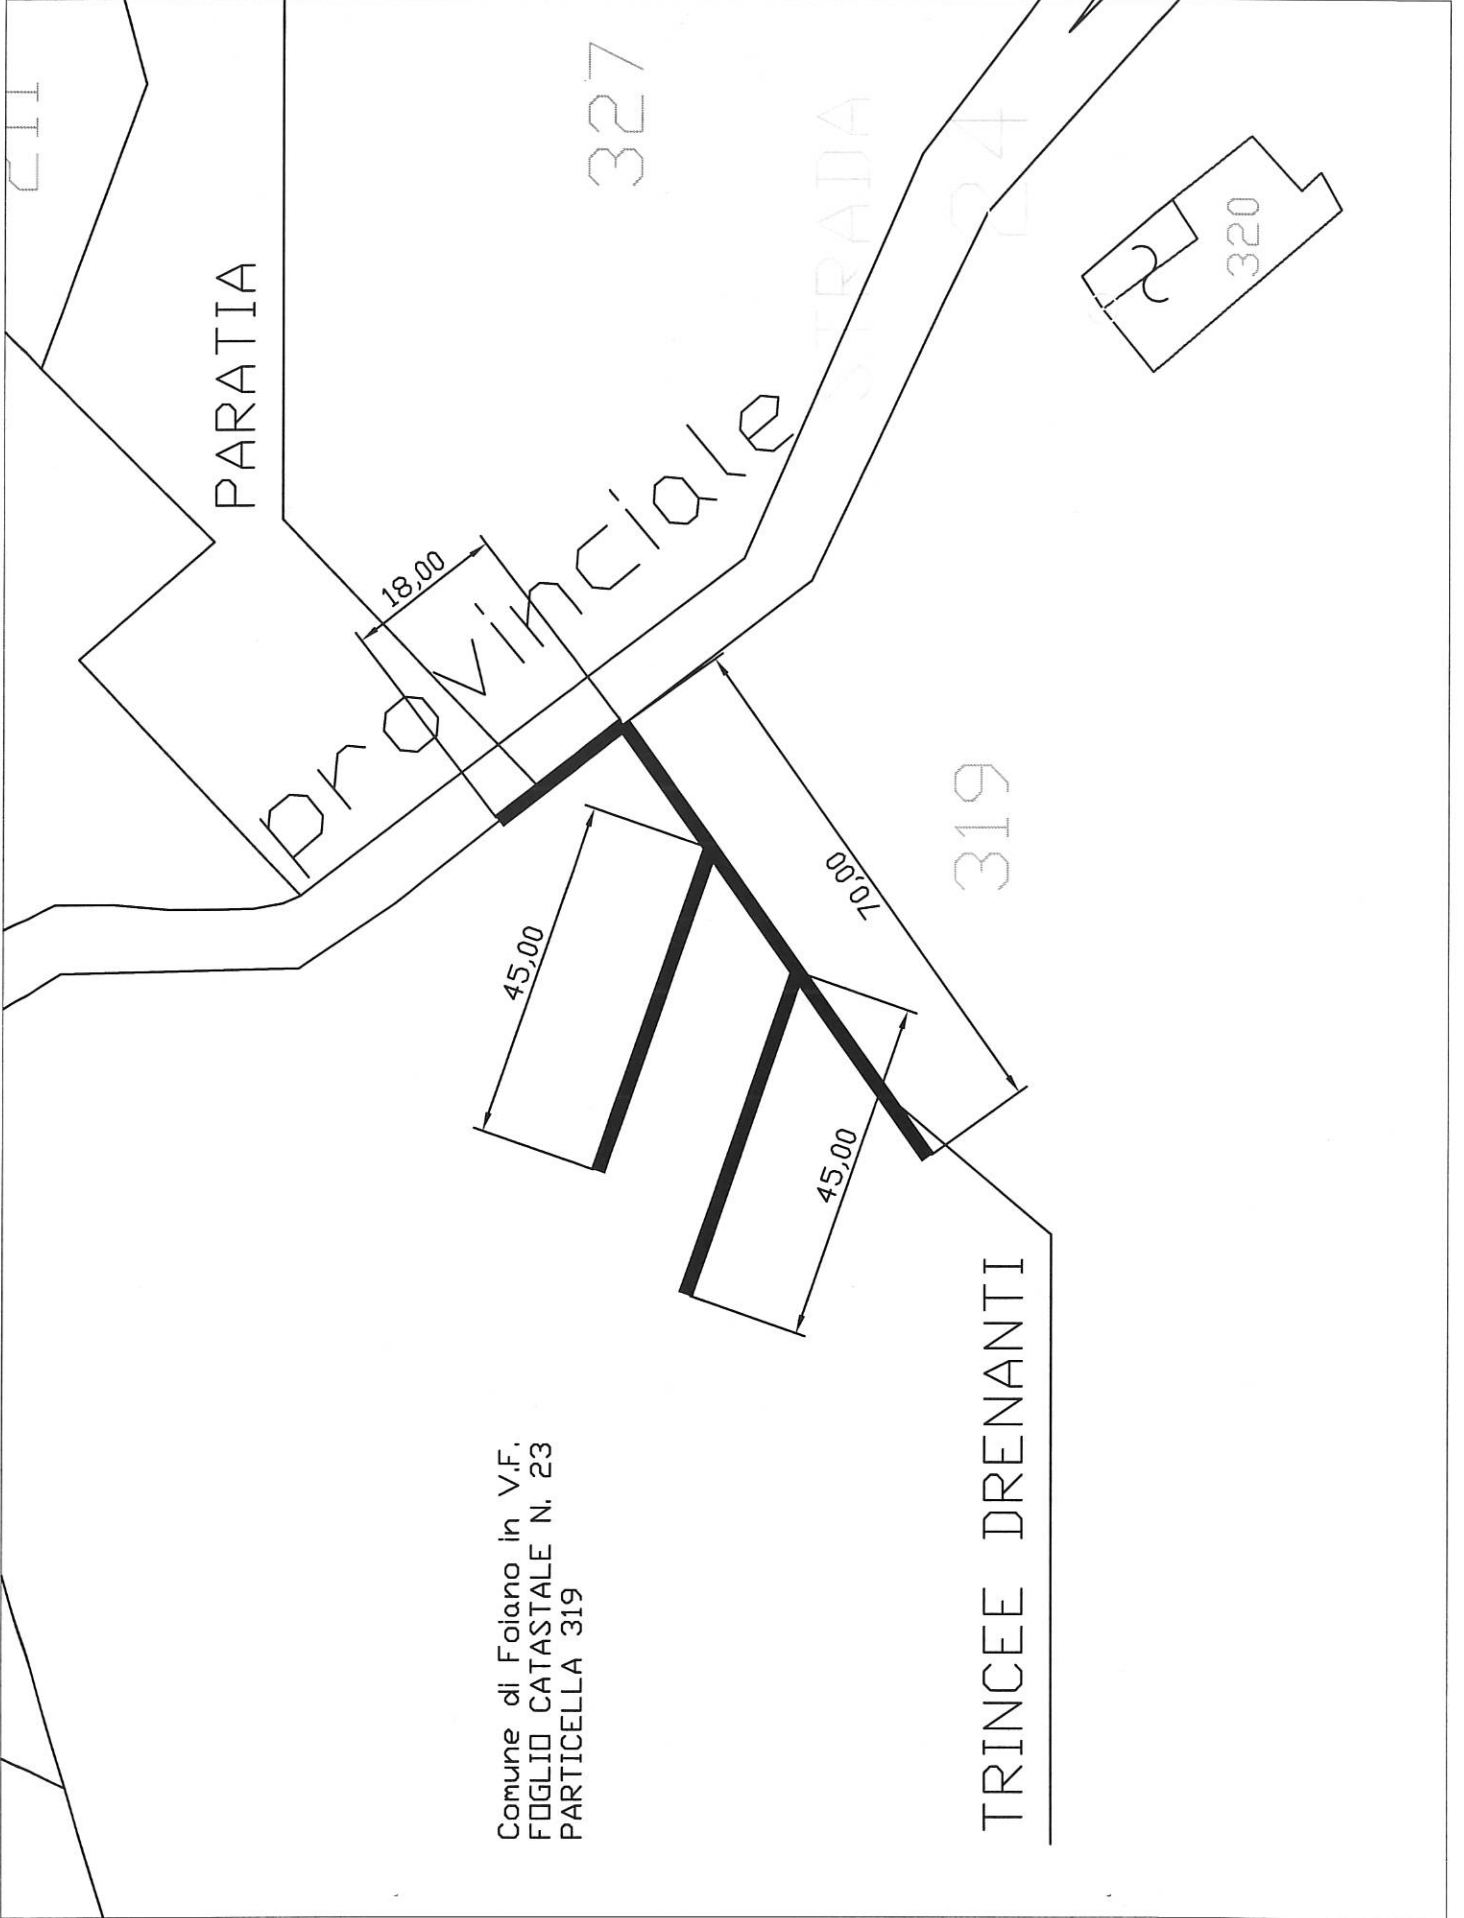 211
327
PARATIA
STRADA
24
provinciale
320
18,00
319
70,00
45,00
45,00
Comune di Foiano in V.F.
FOGLIO CATASTALE N. 23
PARTICELLA 319
TRINCEE DRENANTI